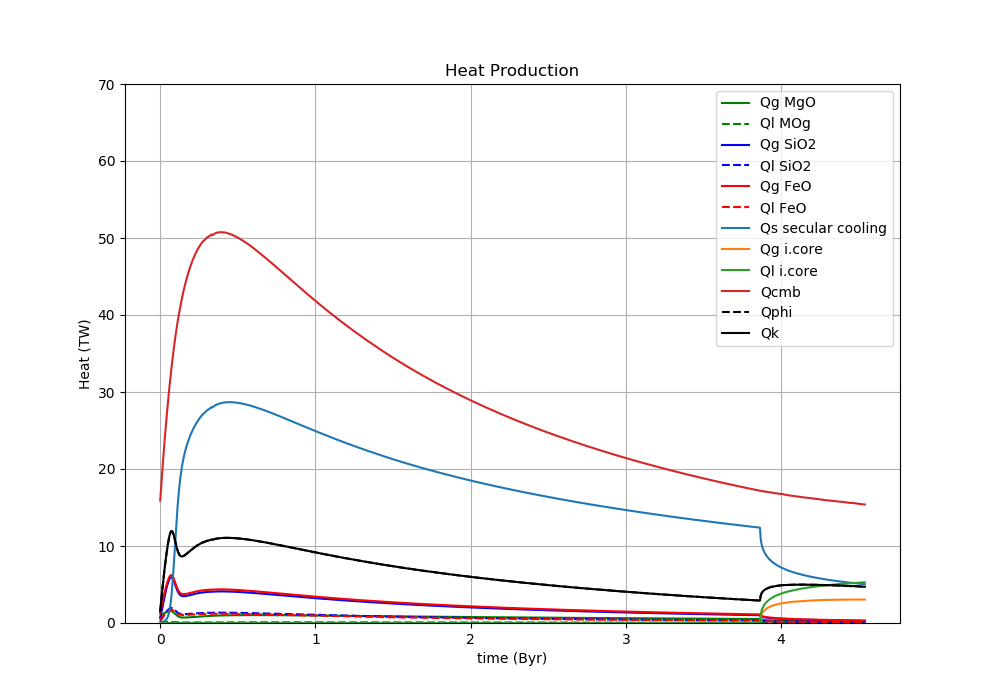 Heat Production
Heat (TW)
70
60
50
40
30
20
10
0
0 1 2 3 4
time (Byr)
Qg MgO
Ql MOg
Qg SiO2
Ql SiO2
Qg FeO
Ql FeO
Qs secular cooling
Qg i.core
Ql i.core
Qcmb
Qphi
Qk